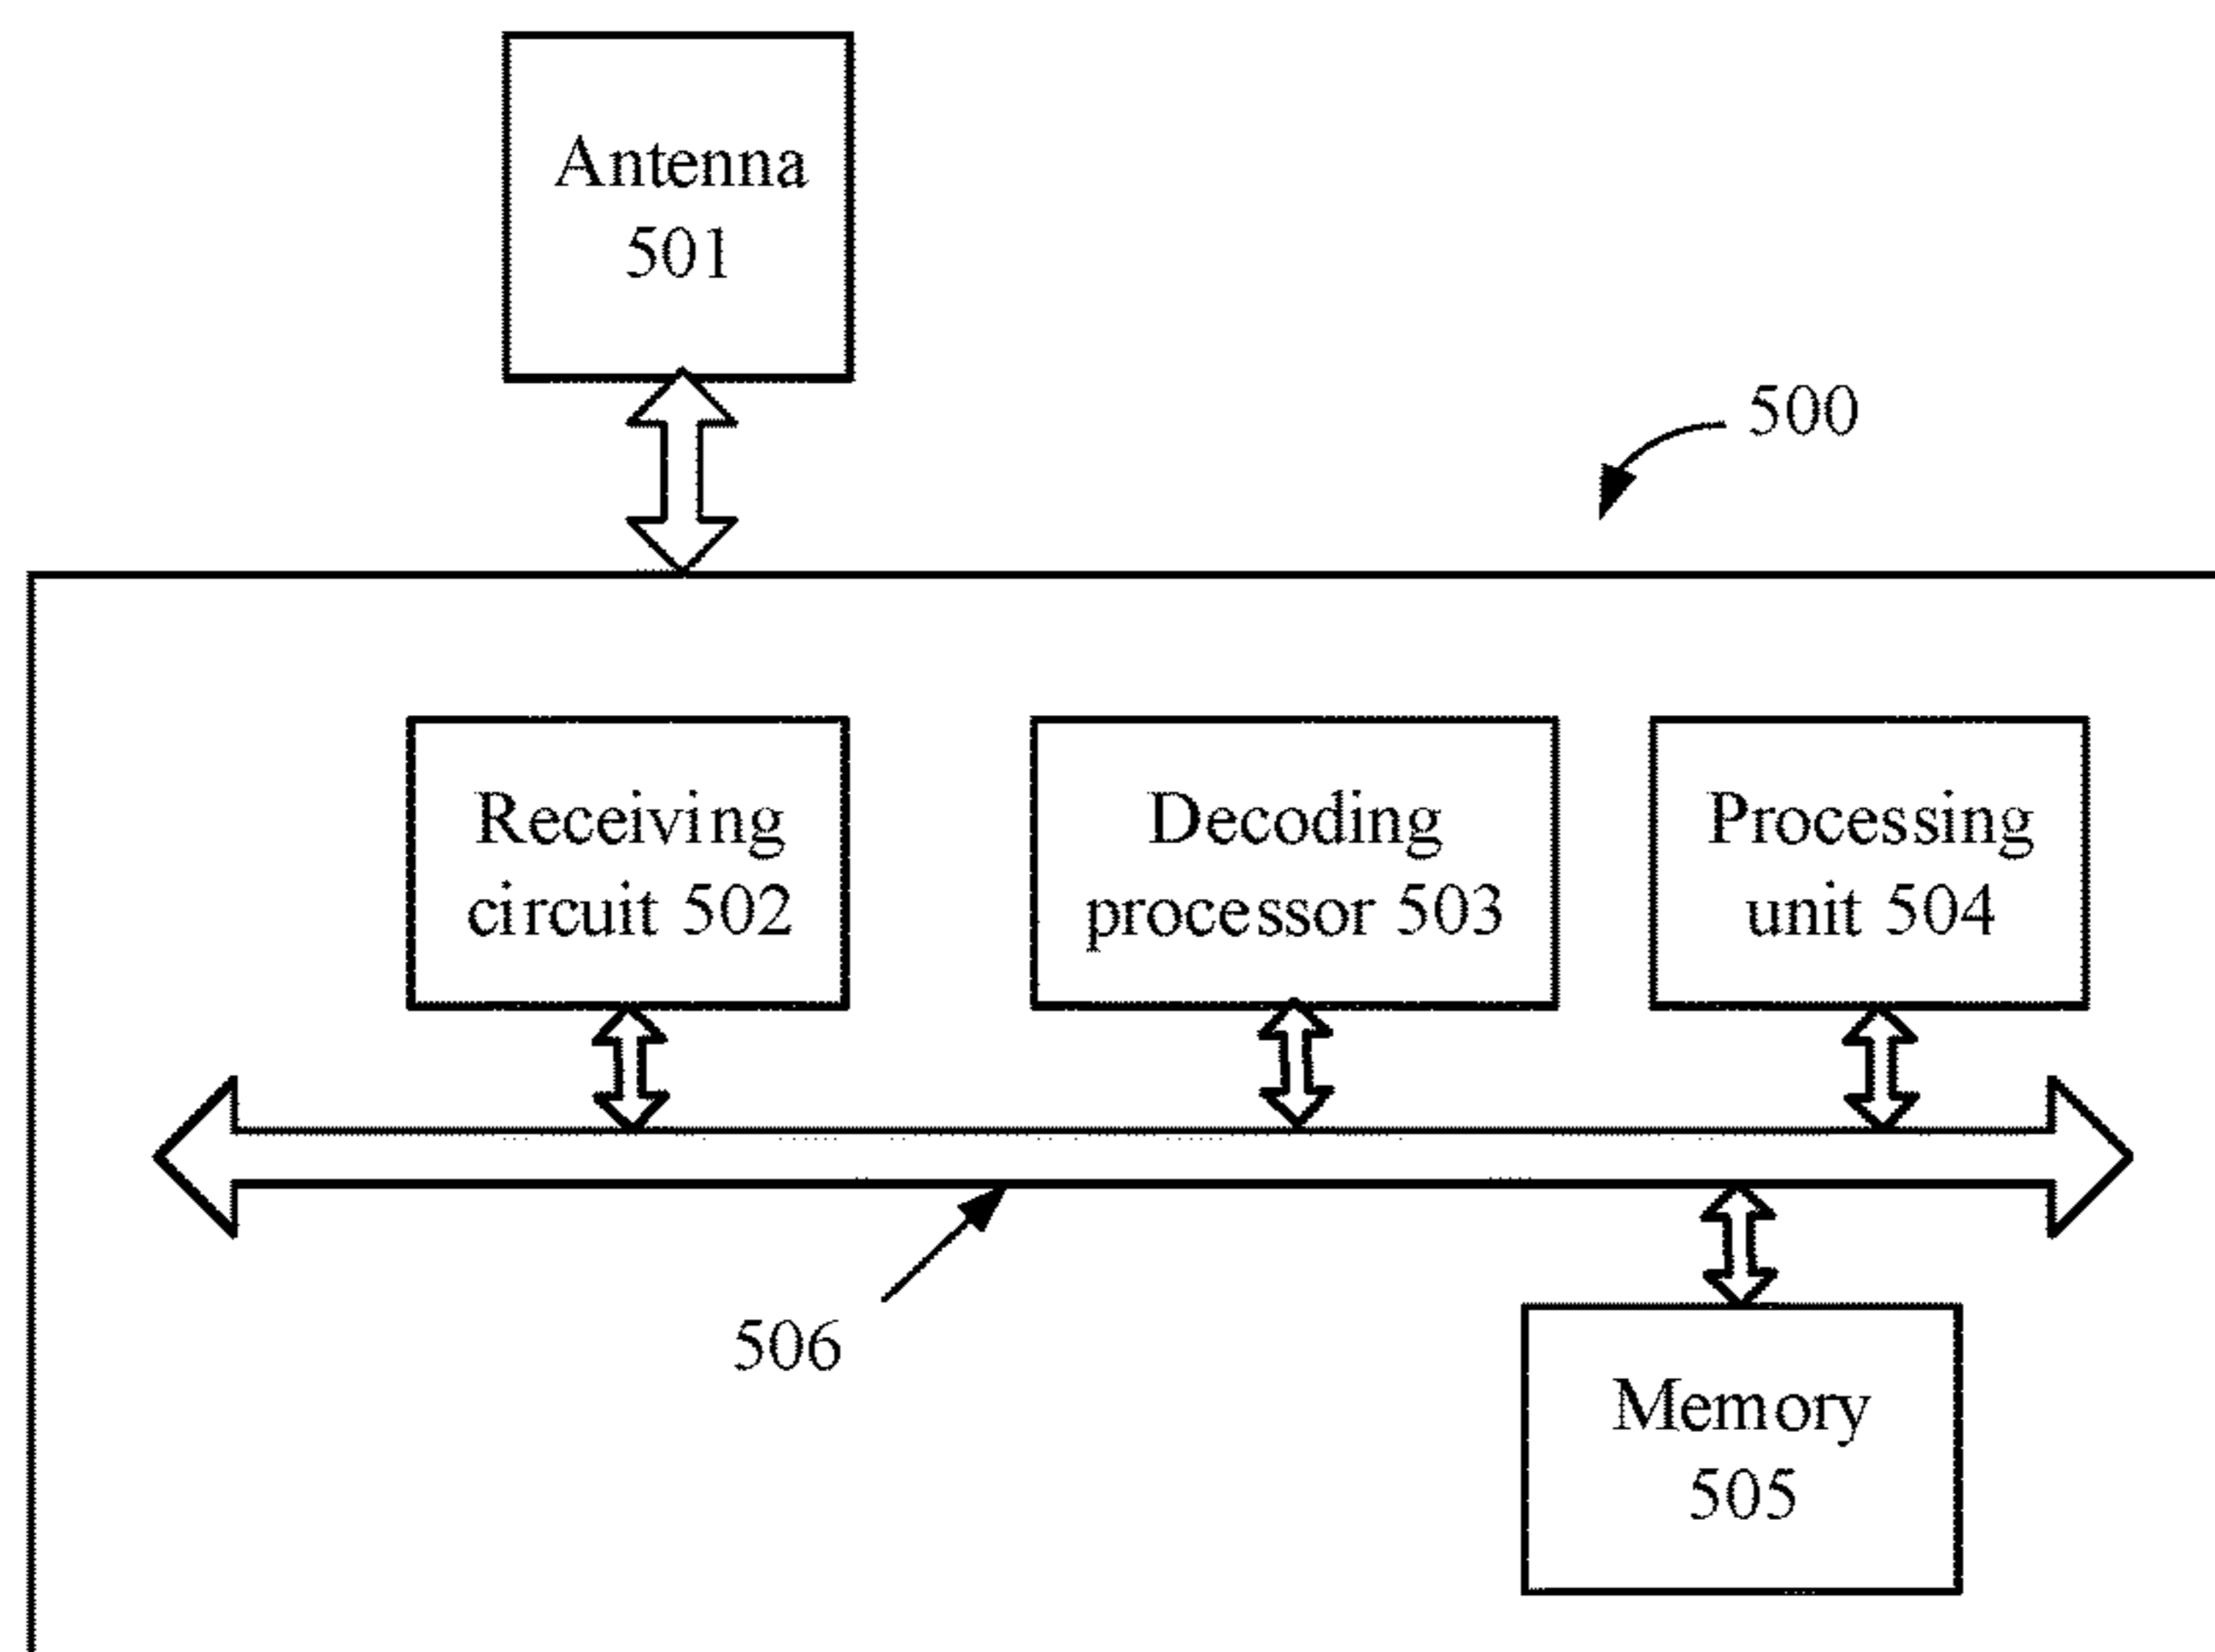 Antenna
501
500
Receiving
circuit 502
Decoding
processor 503
Processing
unit 504
506
Memory
505